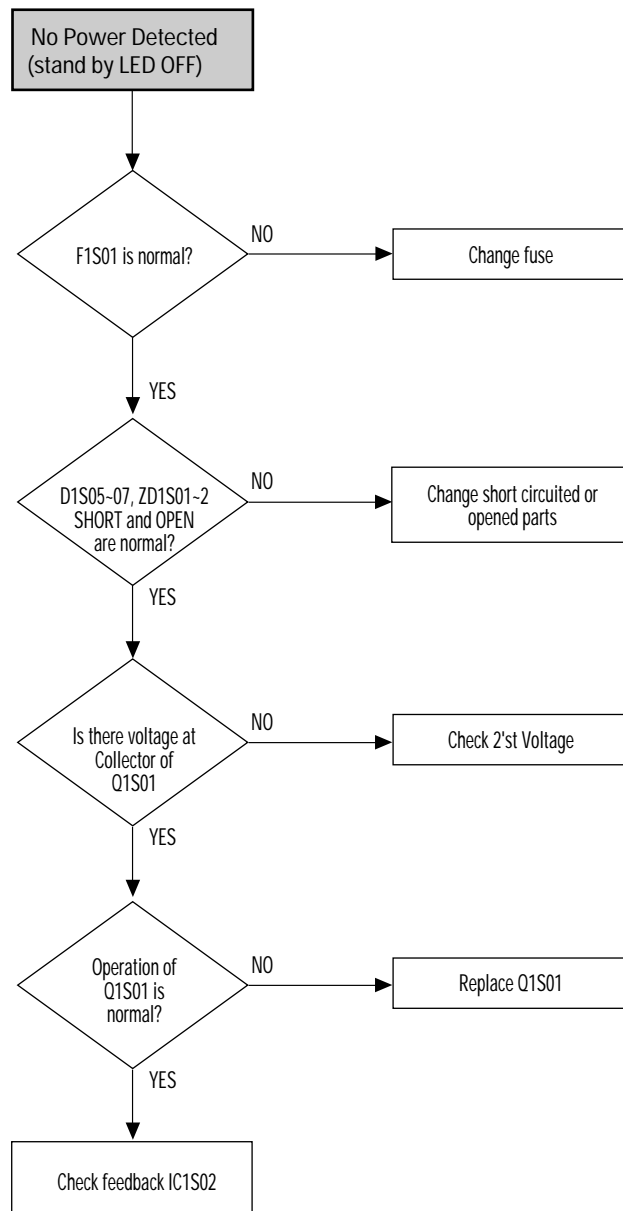 No Power Detected
(stand by LED OFF)
F1S01 is normal?
NO
Change fuse
YES
D1S05~07, ZD1S01~2
SHORT and OPEN
are normal?
NO
Change short circuited or
opened parts
YES
Is there voltage at
Collector of
Q1S01
NO
Check 2'st Voltage
YES
Operation of
Q1S01 is
normal?
NO
Replace Q1S01
YES
Check feedback IC1S02